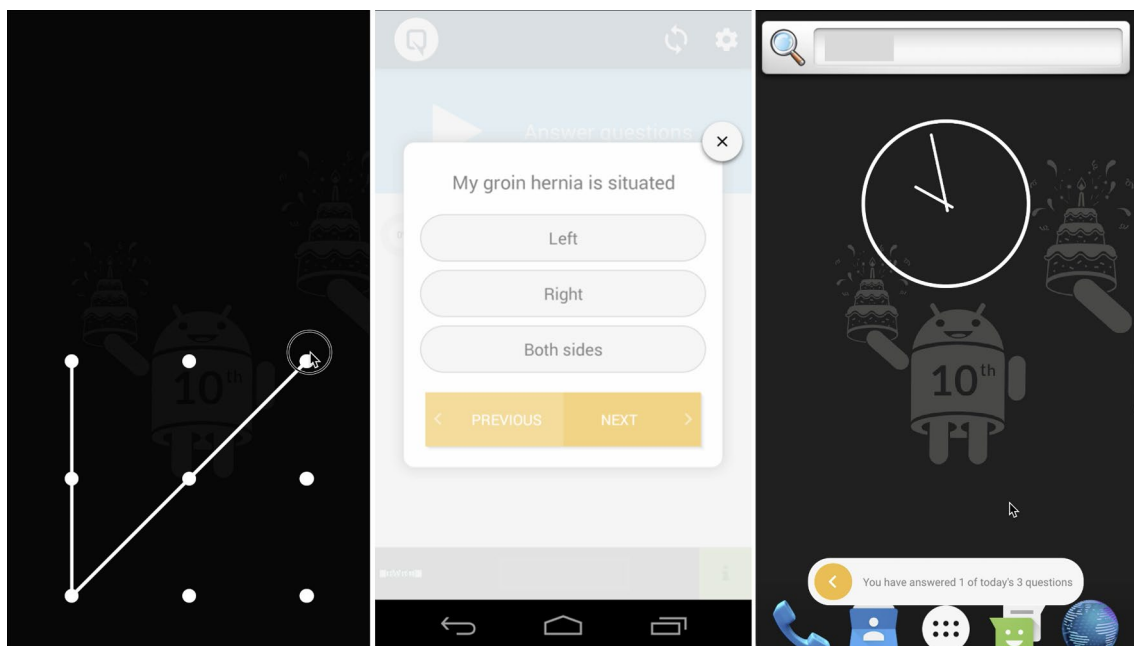 10th
Answer questions
My groin hernia is situated
Left
Right
Both sides
PREVIOUS
NEXT
10th
You have answered 1 of today's 3 questions